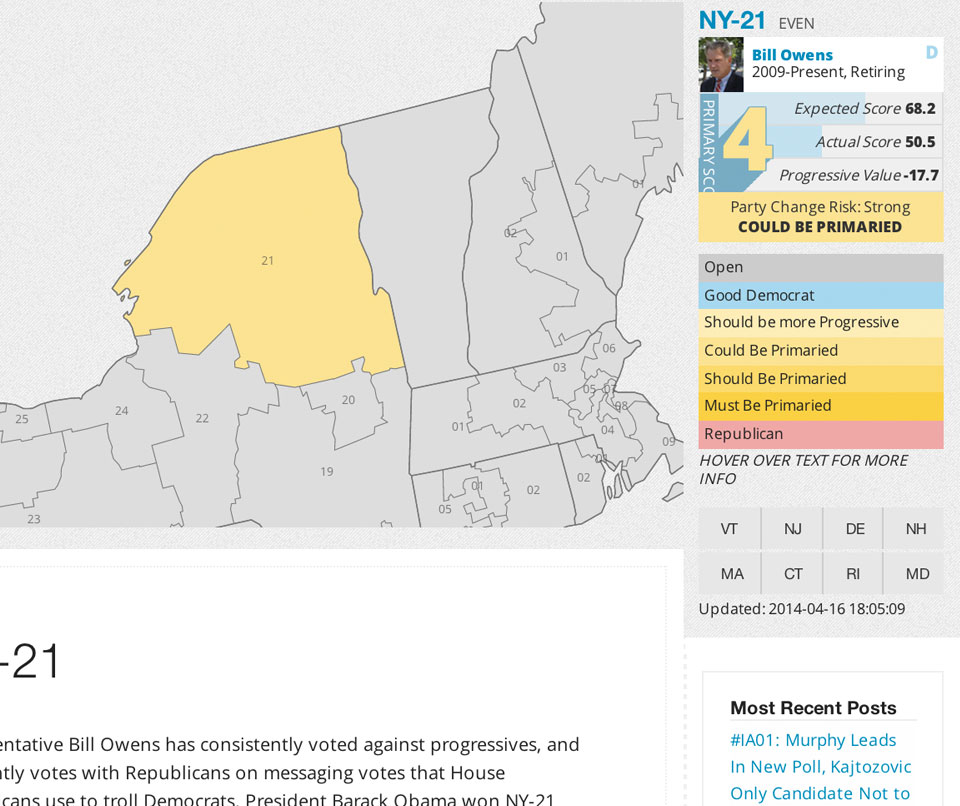 NY-21 EVEN
Bill Owens D
2009-Present, Retiring
PRIMARY SCO
4
Expected Score 68.2
Actual Score 50.5
Progressive Value -17.7
Party Change Risk: Strong
COULD BE PRIMARIED
Open
Good Democrat
Should be more Progressive
Could Be Primaried
Should Be Primaried
Must Be Primaried
Republican
HOVER OVER TEXT FOR MORE
INFO
VT NJ DE NH
MA CT RI MD
Updated: 2014-04-16 18:05:09
01
02
01
21
06
03
05 07
20
02
08
24
25
22
01
04
09
01
19
02
01
02
05
23
-21
entative Bill Owens has consistently voted against progressives, and
ntly votes with Republicans on messaging votes that House
icans use to troll Democrats. President Barack Obama won NY-21
Most Recent Posts
#IA01: Murphy Leads
In New Poll, Kajtozovic
Only Candidate Not to